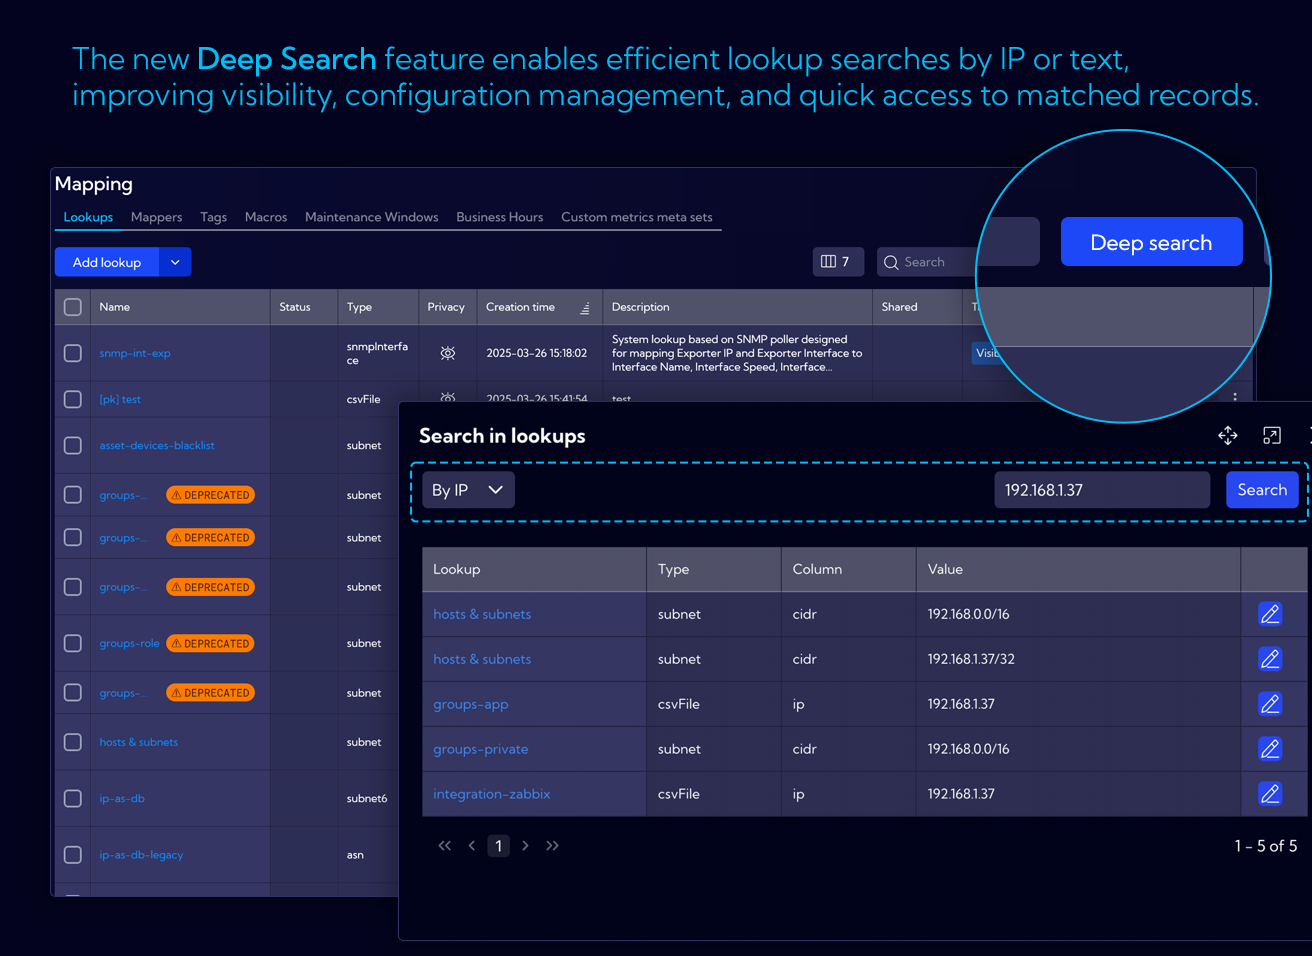 The new Deep Search feature enables efficient lookup searches by IP or text,
improving visibility, configuration management, and quick access to matched records.
Mapping
Lookups Mappers Tags Macros Maintenance Windows Business Hours Custom metrics meta sets
Add lookup
7
Search
Deep search
Name Status Type Privacy Creation time Description Shared
snmp-int-exp
snmpInterfa
ce
2025-03-26 15:18:02
System lookup based on SNMP poller designed
for mapping Exporter IP and Exporter Interface to
Interface Name, Interface Speed, Interface...
[pk] test csvFile 2025-03-26 15:41:54 test
asset-devices-blacklist subnet
groups-... DEPRECATED subnet
groups-... DEPRECATED subnet
groups-... DEPRECATED subnet
groups-role DEPRECATED subnet
groups-... DEPRECATED subnet
hosts & subnets subnet
ip-as-db subnet6
ip-as-db-legacy asn
Search in lookups
By IP
192.168.1.37
Search
Lookup Type Column Value
hosts & subnets subnet cidr 192.168.0.0/16
hosts & subnets subnet cidr 192.168.1.37/32
groups-app csvFile ip 192.168.1.37
groups-private subnet cidr 192.168.0.0/16
integration-zabbix csvFile ip 192.168.1.37
1
1 - 5 of 5